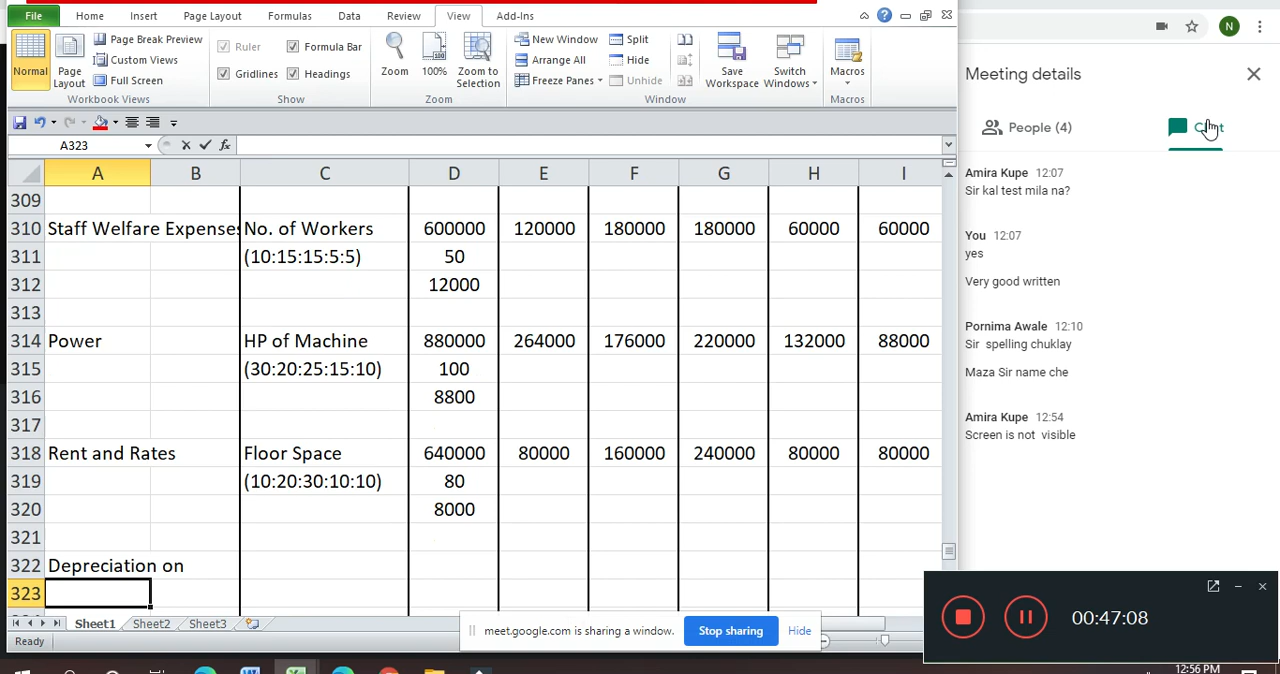 File Home Insert Page Layout Formulas Data Review View Add-Ins
Normal Page Layout Page Break Preview Custom Views Full Screen Workbook Views
Ruler Formula Bar Gridlines Headings Show
Zoom 100% Zoom to Selection Zoom
New Window Arrange All Freeze Panes Split Hide Unhide Save Workspace Switch Windows Window
Macros Macros
A323
A B C D E F G H I
309
310 Staff Welfare Expenses No. of Workers 600000 120000 180000 180000 60000 60000
311 (10:15:15:5:5) 50
312 12000
313
314 Power HP of Machine 880000 264000 176000 220000 132000 88000
315 (30:20:25:15:10) 100
316 8800
317
318 Rent and Rates Floor Space 640000 80000 160000 240000 80000 80000
319 (10:20:30:10:10) 80
320 8000
321
322 Depreciation on
323
Sheet1 Sheet2 Sheet3
Ready
meet.google.com is sharing a window. Stop sharing Hide
N
Meeting details
People (4)
Amira Kupe 12:07
Sir kal test mila na?
You 12:07
yes
Very good written
Pornima Awale 12:10
Sir spelling chuklay
Maza Sir name che
Amira Kupe 12:54
Screen is not visible
00:47:08
12:56 PM